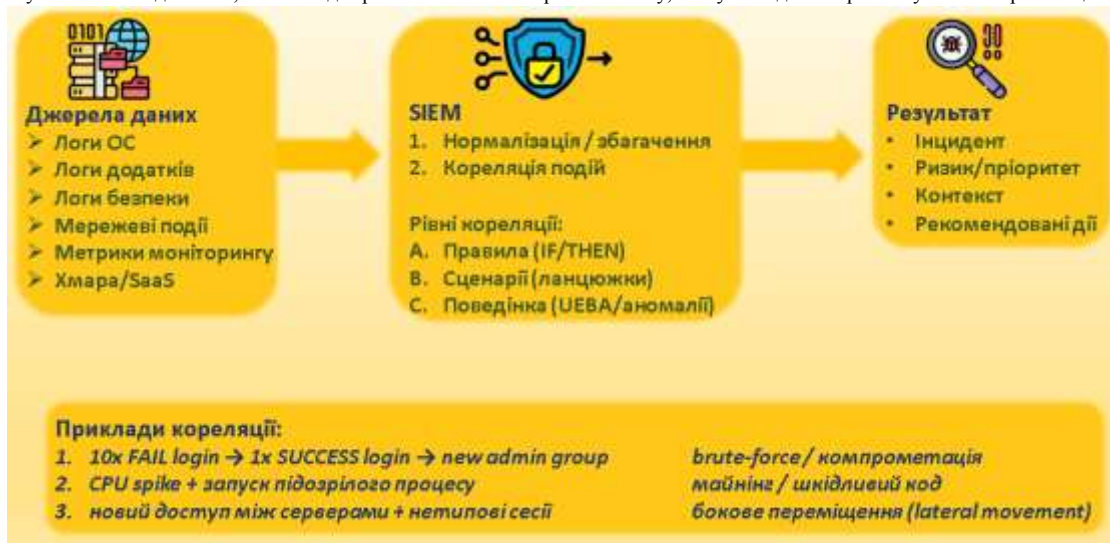 0101
Джерела даних
➢ Логи ОС
➢ Логи додатків
➢ Логи безпеки
➢ Мережеві події
➢ Метрики моніторингу
➢ Хмара/SaaS
SIEM
1. Нормалізація / збагачення
2. Кореляція подій
Рівні кореляції:
A. Правила (IF/THEN)
B. Сценарії (ланцюжки)
C. Поведінка (UEBA/аномалії)
Результат
• Інцидент
• Ризик/пріоритет
• Контекст
• Рекомендовані дії
Приклади кореляції:
1. 10x FAIL login → 1x SUCCESS login → new admin group brute-force / компрометація
2. CPU spike + запуск підозрілого процесу майнінг / шкідливий код
3. новий доступ між серверами + нетипові сесії бокове переміщення (lateral movement)